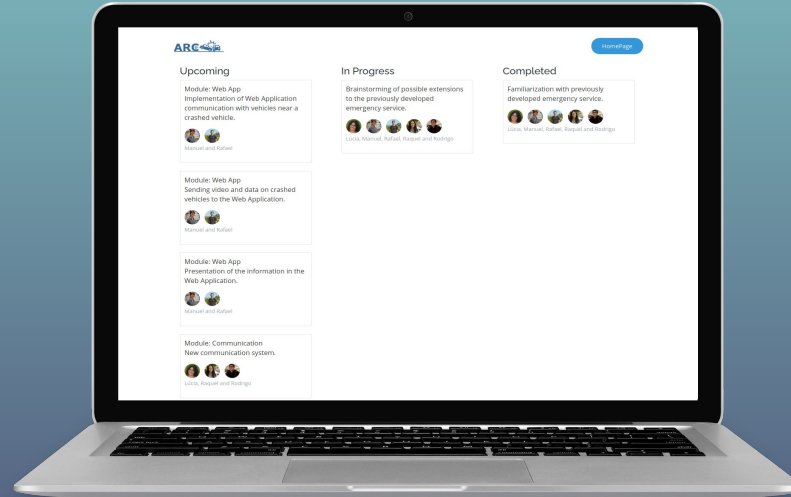 ARC
HomePage
Upcoming
Module: Web App
Implementation of Web Application
communication with vehicles near a
crashed vehicle.
Manuel and Rafael
Module: Web App
Sending video and data on crashed
vehicles to the Web Application.
Manuel and Rafael
Module: Web App
Presentation of the information in the
Web Application.
Manuel and Rafael
Module: Communication
New communication system.
Lúcia, Raquel and Rodrigo
In Progress
Brainstorming of possible extensions
to the previously developed
emergency service.
Lúcia, Manuel, Rafael, Raquel and Rodrigo
Completed
Familiarization with previously
developed emergency service.
Lúcia, Manuel, Rafael, Raquel and Rodrigo